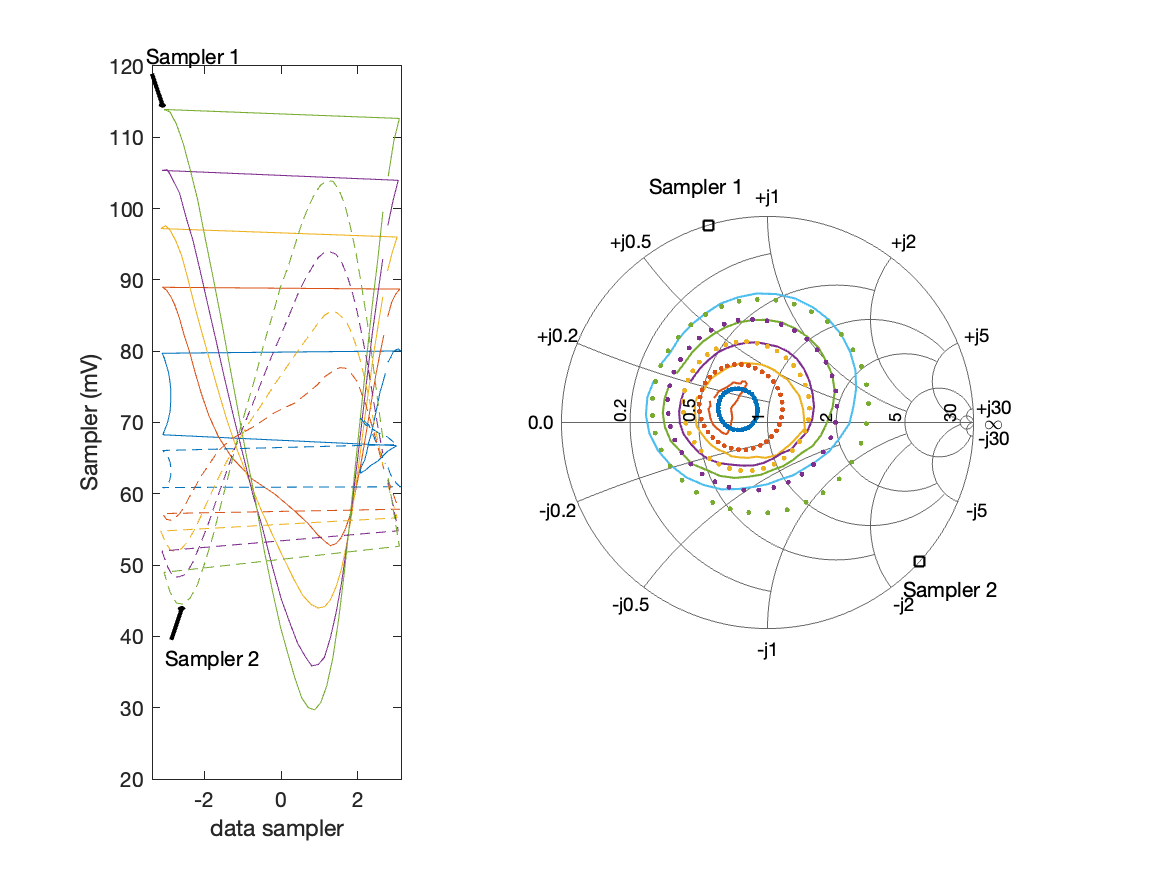 Sampler 1
120
110
100
90
80
70
60
50
40
30
20
Sampler (mV)
-2
0
2
data sampler
Sampler 2
Sampler 1
+j1
+j0.5
+j2
+j0.2
+j5
0.0
0.2
0.5
1
2
5
30
+j30
∞
-j30
-j0.2
-j5
-j0.5
-j2
Sampler 2
-j1